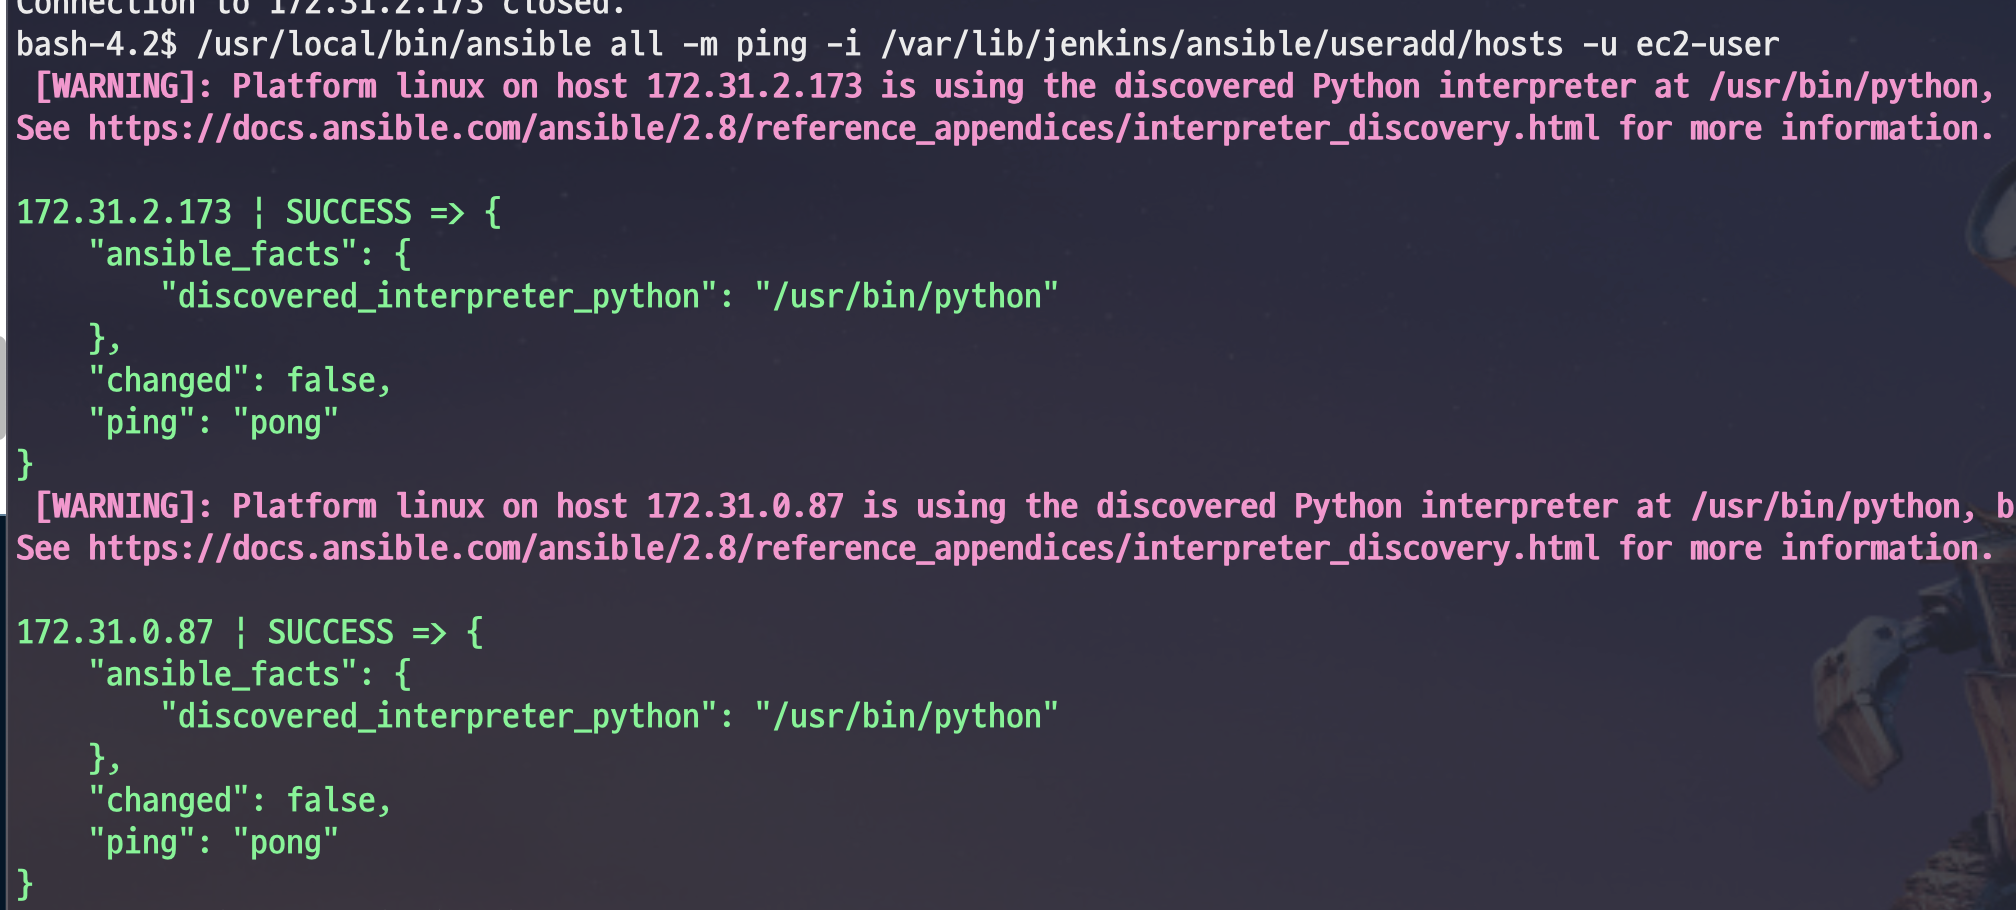 Connection to 172.31.2.173 closed.
bash-4.2$ /usr/local/bin/ansible all -m ping -i /var/lib/jenkins/ansible/useradd/hosts -u ec2-user
 [WARNING]: Platform linux on host 172.31.2.173 is using the discovered Python interpreter at /usr/bin/python,
See https://docs.ansible.com/ansible/2.8/reference_appendices/interpreter_discovery.html for more information.
172.31.2.173 | SUCCESS => {
    "ansible_facts": {
        "discovered_interpreter_python": "/usr/bin/python"
    },
    "changed": false,
    "ping": "pong"
}
 [WARNING]: Platform linux on host 172.31.0.87 is using the discovered Python interpreter at /usr/bin/python, b
See https://docs.ansible.com/ansible/2.8/reference_appendices/interpreter_discovery.html for more information.
172.31.0.87 | SUCCESS => {
    "ansible_facts": {
        "discovered_interpreter_python": "/usr/bin/python"
    },
    "changed": false,
    "ping": "pong"
}